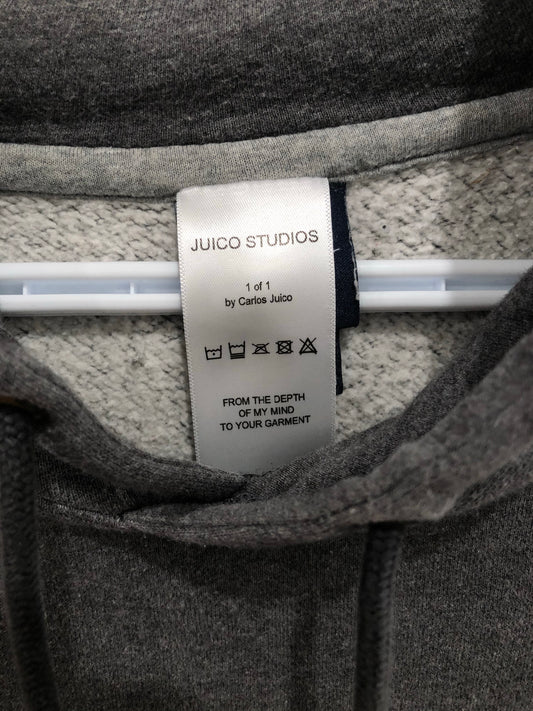 JUICO STUDIOS
1 of 1
by Carlos Juico
FROM THE DEPTH
OF MY MIND
TO YOUR GARMENT